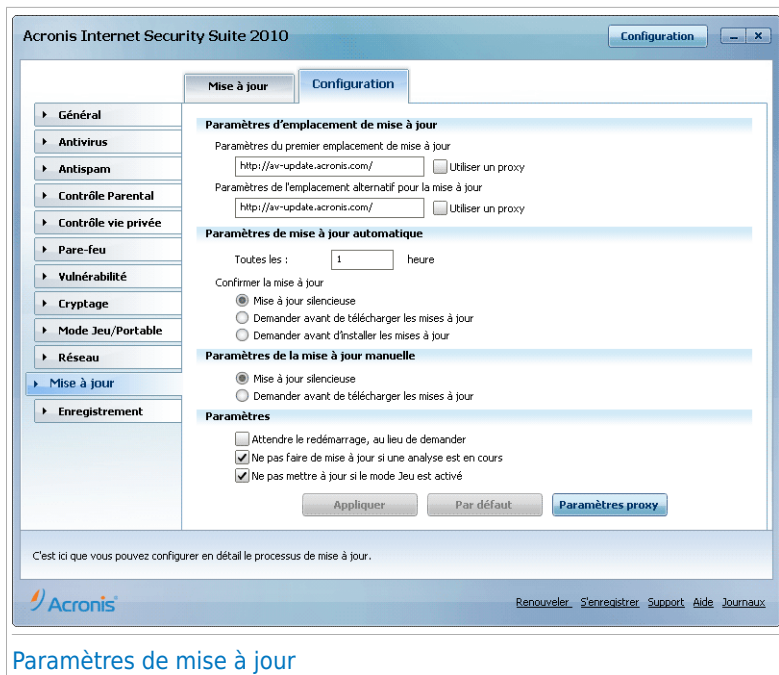 Acronis Internet Security Suite 2010
Configuration
Mise à jour
Configuration
Général
Antivirus
Antispam
Contrôle Parental
Contrôle vie privée
Pare-feu
Vulnérabilité
Cryptage
Mode Jeu/Portable
Réseau
Mise à jour
Enregistrement
Paramètres d'emplacement de mise à jour
Paramètres du premier emplacement de mise à jour
http://av-update.acronis.com/ Utiliser un proxy
Paramètres de l'emplacement alternatif pour la mise à jour
http://av-update.acronis.com/ Utiliser un proxy
Paramètres de mise à jour automatique
Toutes les : 1 heure
Confirmer la mise à jour
Mise à jour silencieuse
Demander avant de télécharger les mises à jour
Demander avant d'installer les mises à jour
Paramètres de la mise à jour manuelle
Mise à jour silencieuse
Demander avant de télécharger les mises à jour
Paramètres
Attendre le redémarrage, au lieu de demander
Ne pas faire de mise à jour si une analyse est en cours
Ne pas mettre à jour si le mode Jeu est activé
Appliquer Par défaut Paramètres proxy
C'est ici que vous pouvez configurer en détail le processus de mise à jour.
Acronis
Renouveler S'enregistrer Support Aide Journaux
Paramètres de mise à jour